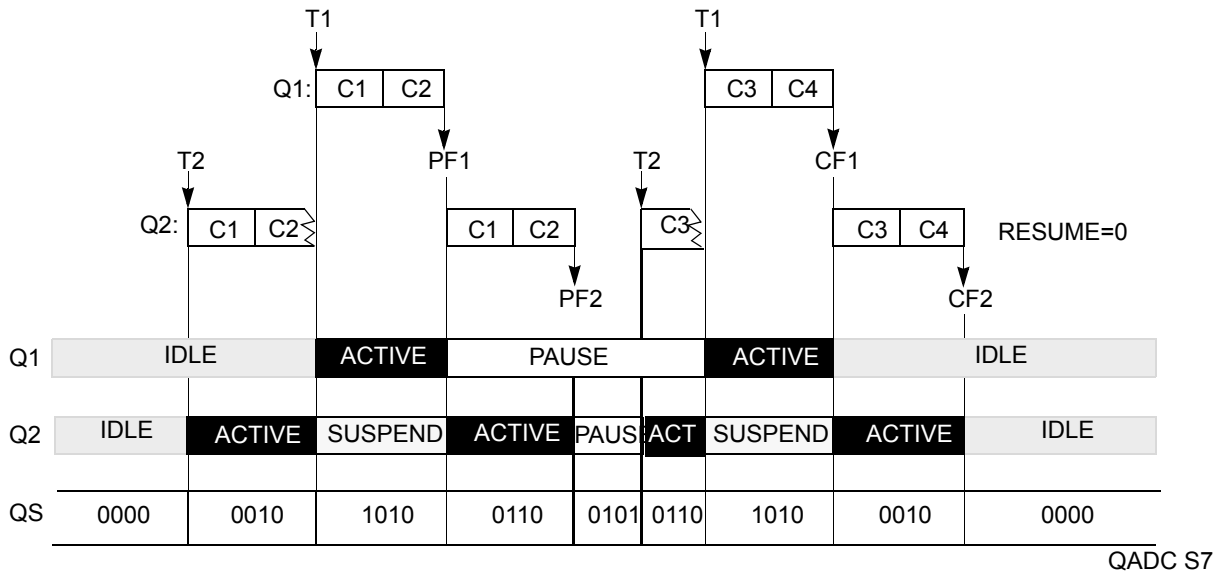 T1 T1
Q1: C1 C2 C3 C4
T2 PF1 T2 CF1
Q2: C1 C2 C1 C2 C3 C3 C4 RESUME=0
PF2 CF2
Q1 IDLE ACTIVE PAUSE ACTIVE IDLE
Q2 IDLE ACTIVE SUSPEND ACTIVE PAUS ACT SUSPEND ACTIVE IDLE
QS 0000 0010 1010 0110 0101 0110 1010 0010 0000
QADC S7